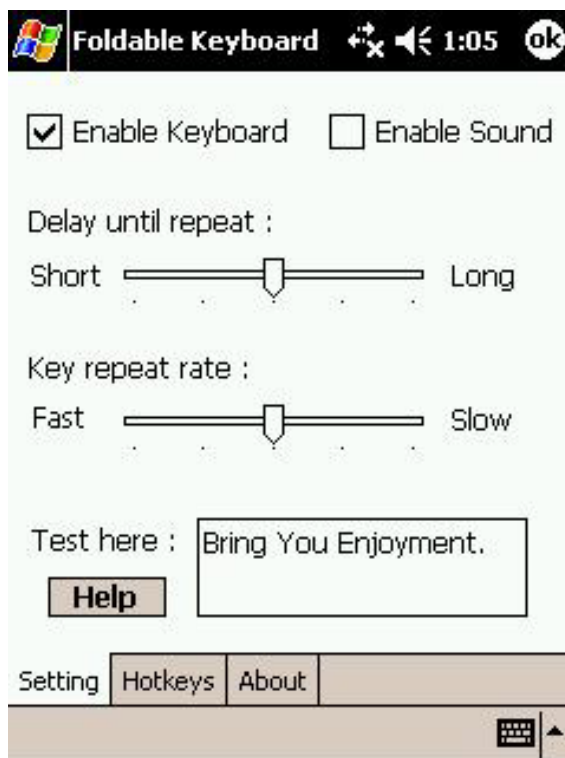 Foldable Keyboard 1:05 ok
Enable Keyboard Enable Sound
Delay until repeat :
Short Long
Key repeat rate :
Fast Slow
Test here : Bring You Enjoyment.
Help
Setting Hotkeys About